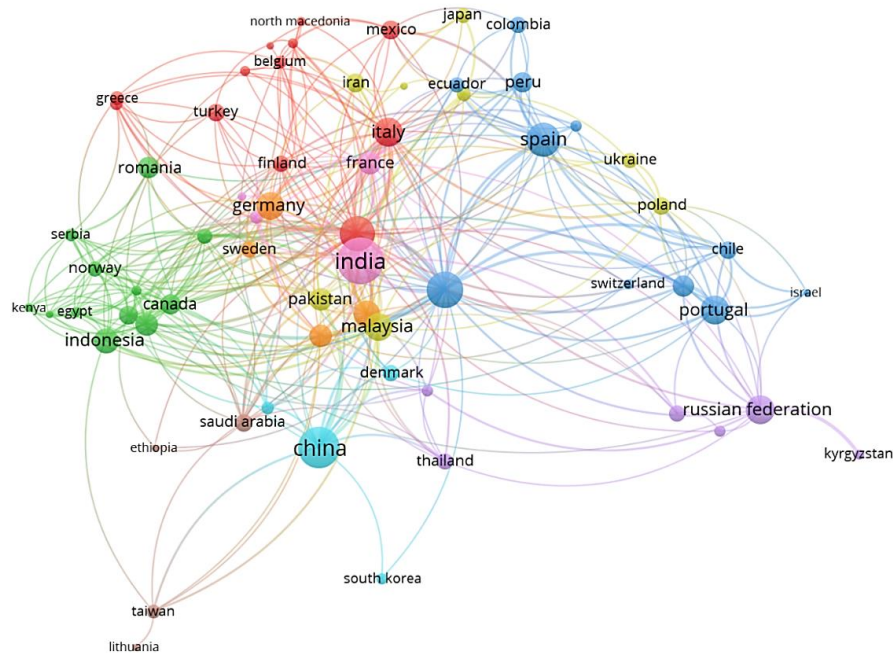 japan
north macedonia
colombia
mexico
belgium
iran
ecuador
peru
greece
turkey
italy
spain
ukraine
romania
finland
france
germany
poland
serbia
sweden
chile
india
norway
switzerland
israel
pakistan
canada
kenya
egypt
portugal
malaysia
indonesia
denmark
russian federation
saudi arabia
ethiopia
china
kyrgyzstan
thailand
south korea
taiwan
lithuania